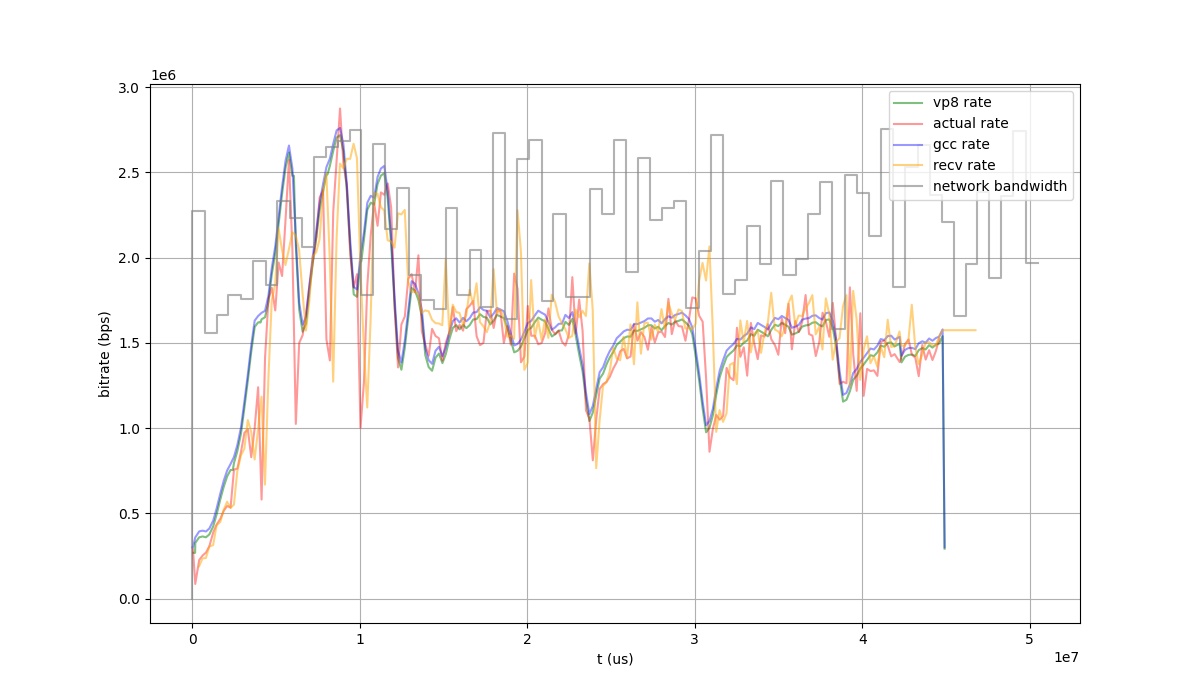 1e6
3.0
2.5
2.0
1.5
1.0
0.5
0.0
bitrate (bps)
vp8 rate
actual rate
gcc rate
recv rate
network bandwidth
0 1 2 3 4 5
t (us)
1e7